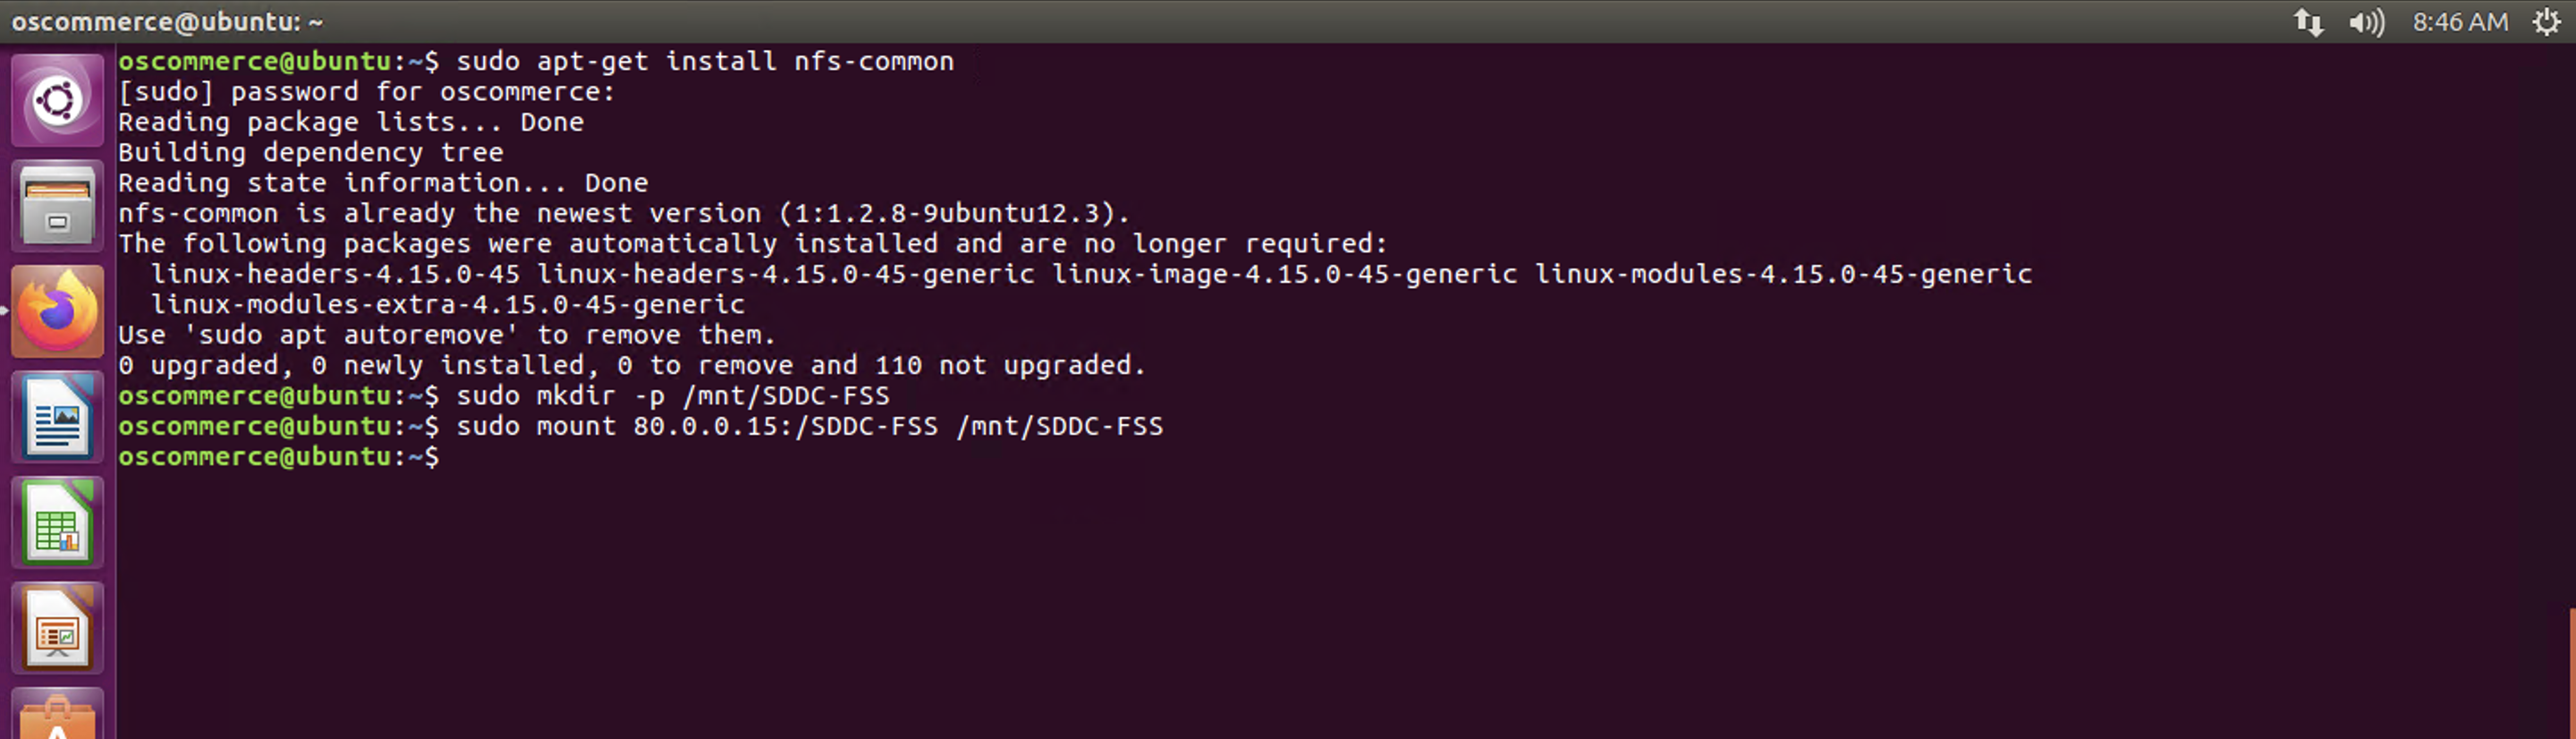 oscommerce@ubuntu: ~
8:46 AM
oscommerce@ubuntu:~$ sudo apt-get install nfs-common
[sudo] password for oscommerce:
Reading package lists... Done
Building dependency tree
Reading state information... Done
nfs-common is already the newest version (1:1.2.8-9ubuntu12.3).
The following packages were automatically installed and are no longer required:
  linux-headers-4.15.0-45 linux-headers-4.15.0-45-generic linux-image-4.15.0-45-generic linux-modules-4.15.0-45-generic
  linux-modules-extra-4.15.0-45-generic
Use 'sudo apt autoremove' to remove them.
0 upgraded, 0 newly installed, 0 to remove and 110 not upgraded.
oscommerce@ubuntu:~$ sudo mkdir -p /mnt/SDDC-FSS
oscommerce@ubuntu:~$ sudo mount 80.0.0.15:/SDDC-FSS /mnt/SDDC-FSS
oscommerce@ubuntu:~$